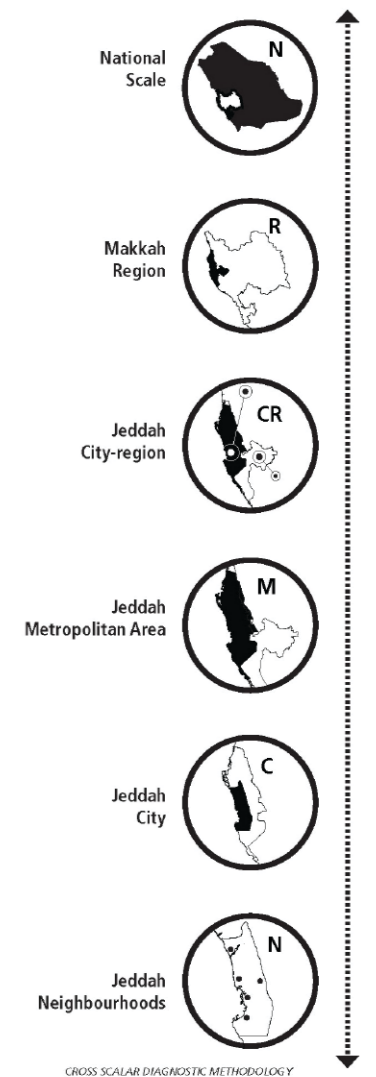 National
Scale
N
Makkah
Region
R
Jeddah
City-region
CR
Jeddah
Metropolitan Area
M
Jeddah
City
C
Jeddah
Neighbourhoods
N
CROSS SCALAR DIAGNOSTIC METHODOLOGY